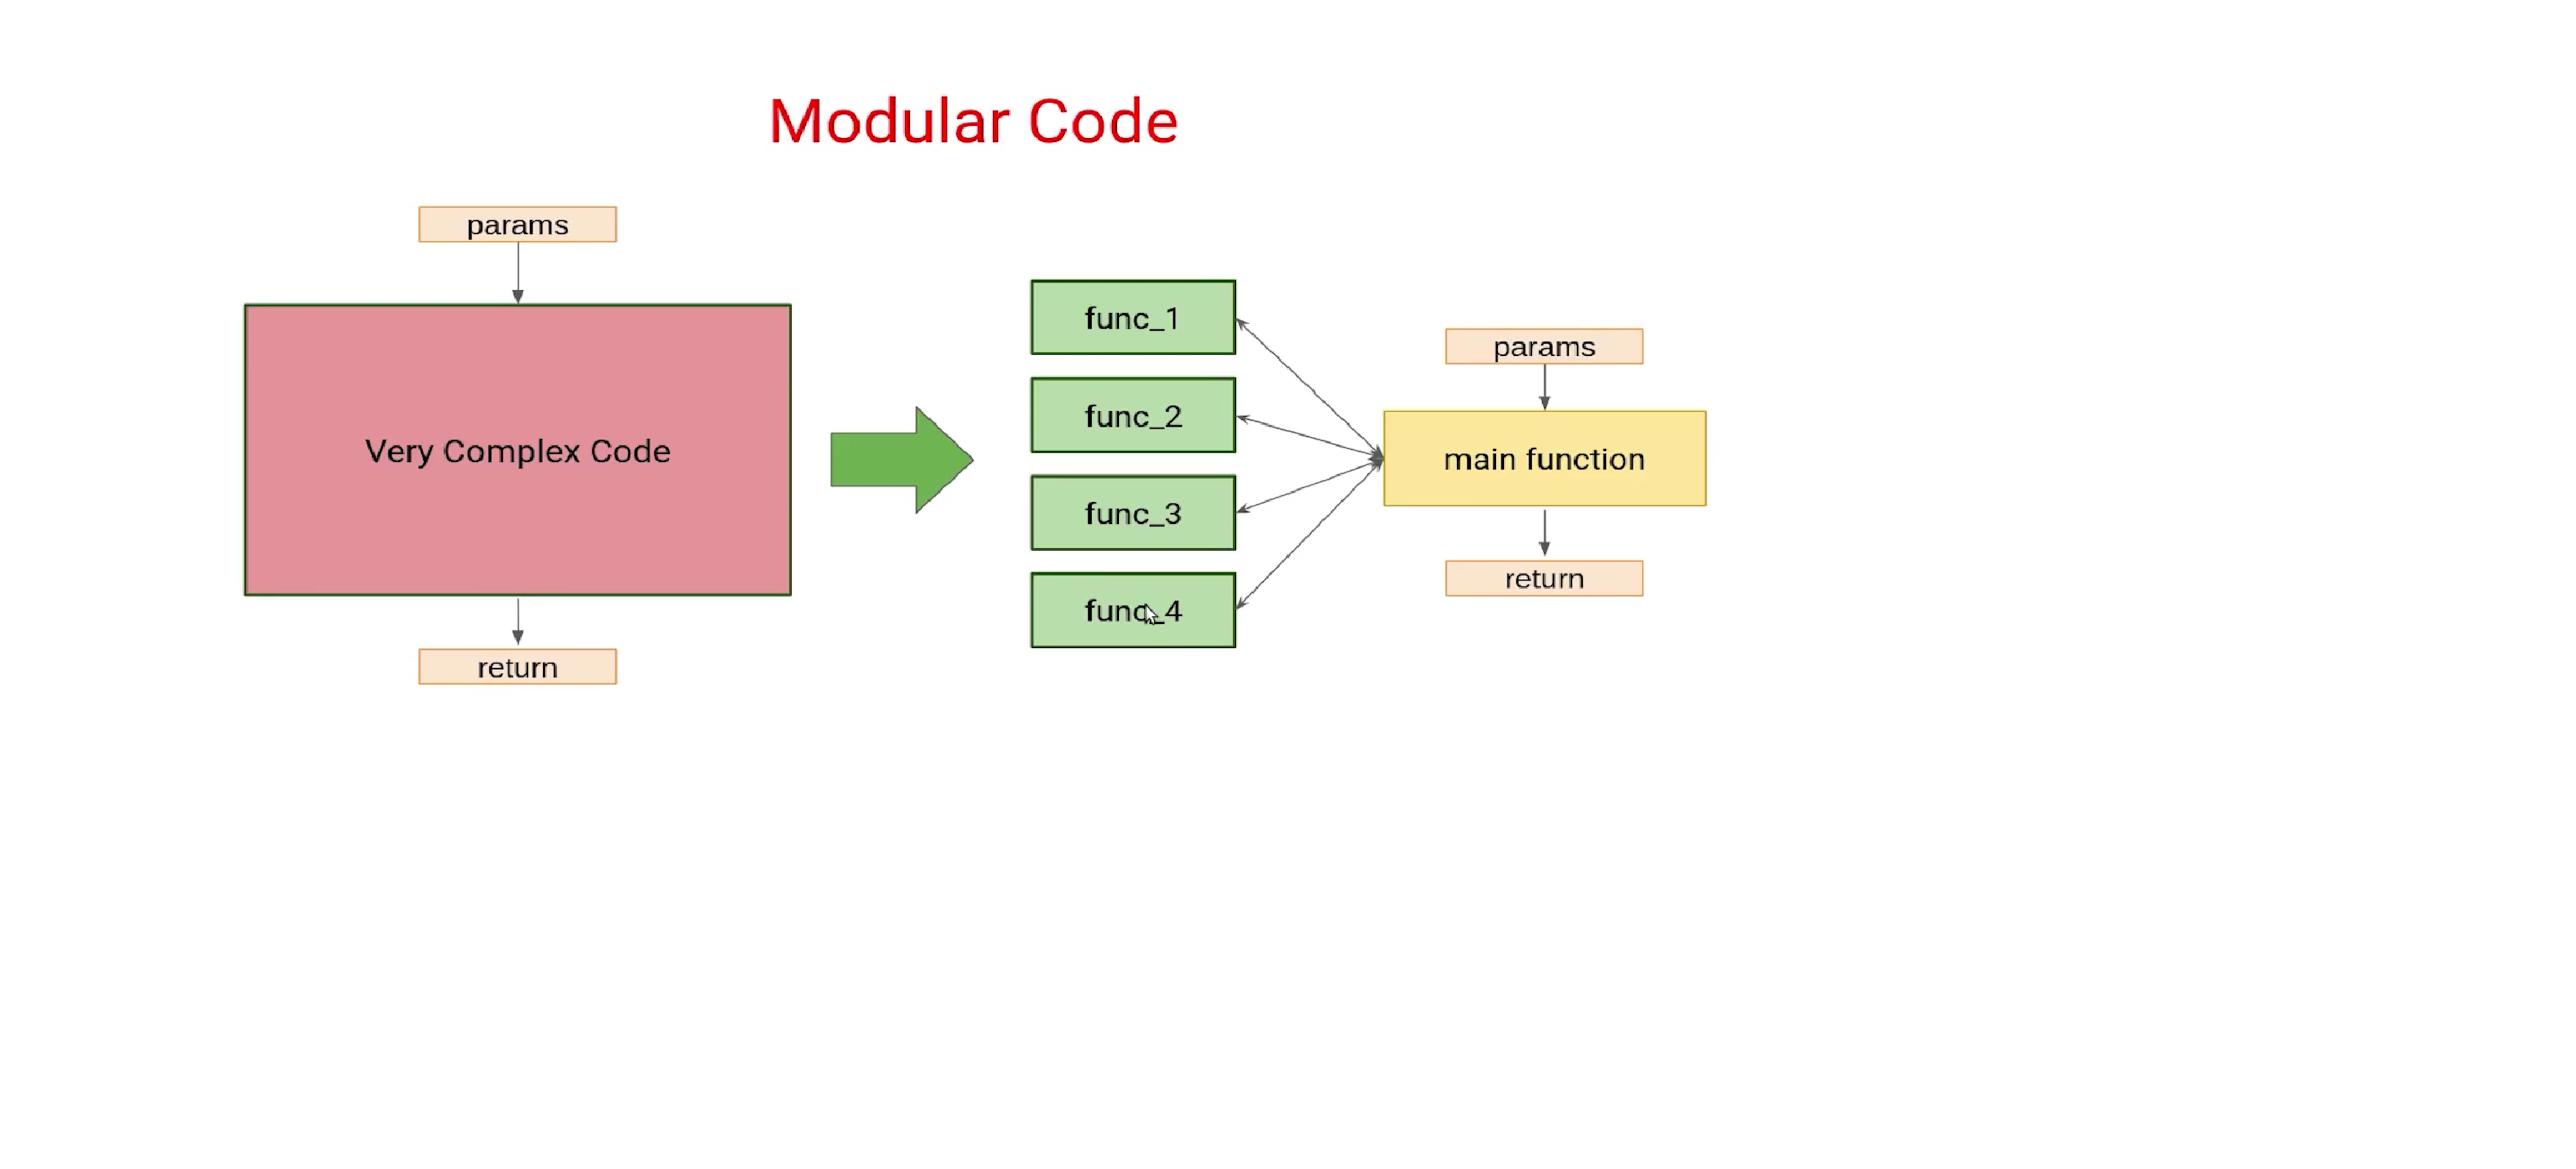 Modular Code
params
Very Complex Code
return
func_1
func_2
func_3
func_4
params
main function
return